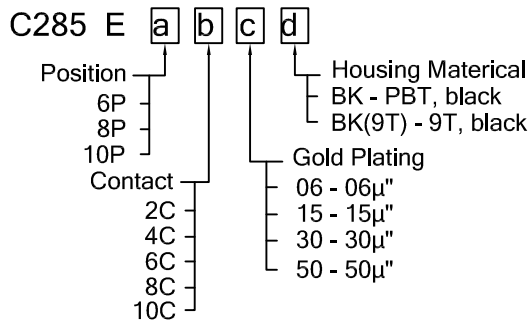 C285 E a b c d
Position
6P
8P
10P
Contact
2C
4C
6C
8C
10C
Gold Plating
06 - 06µ"
15 - 15µ"
30 - 30µ"
50 - 50µ"
Housing Materical
BK - PBT, black
BK(9T) - 9T, black